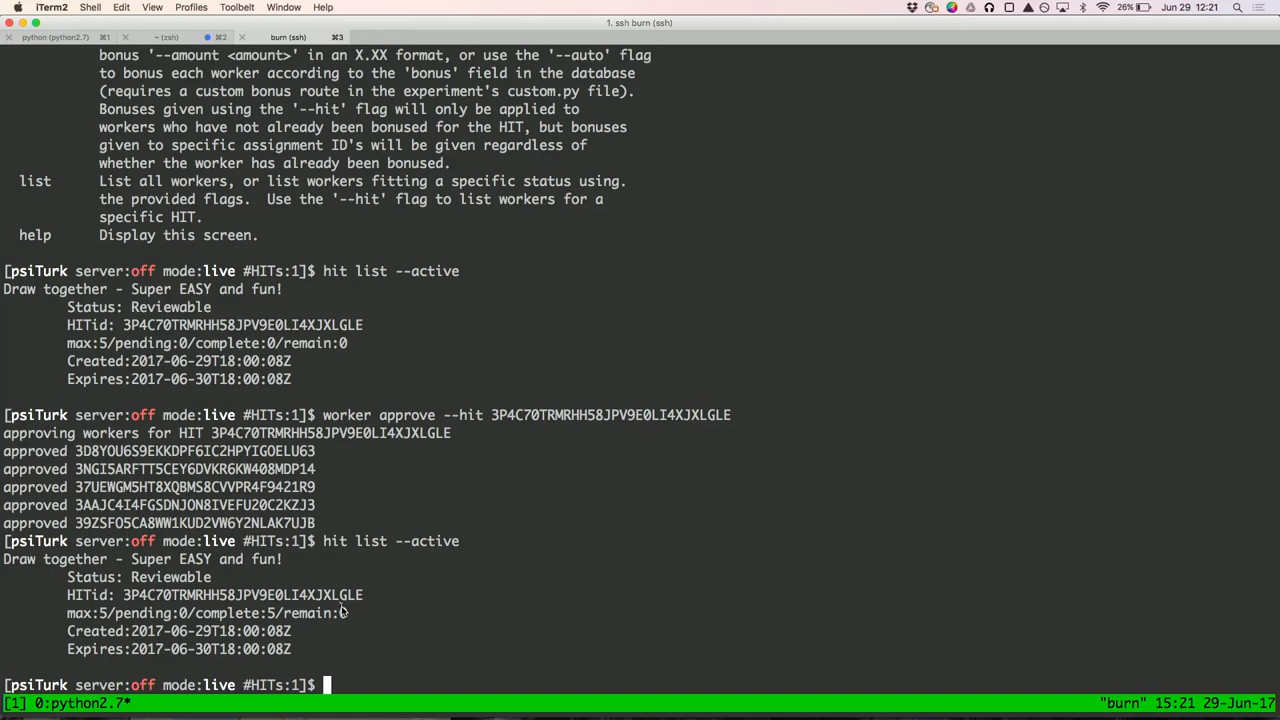 iTerm2 Shell Edit View Profiles Toolbelt Window Help 26% Jun 29 12:21
1. ssh burn (ssh)
python (python2.7) ⌘1 ~ (zsh) ⌘2 burn (ssh) ⌘3
bonus '--amount <amount>' in an X.XX format, or use the '--auto' flag
to bonus each worker according to the 'bonus' field in the database
(requires a custom bonus route in the experiment's custom.py file).
Bonuses given using the '--hit' flag will only be applied to
workers who have not already been bonused for the HIT, but bonuses
given to specific assignment ID's will be given regardless of
whether the worker has already been bonused.
list List all workers, or list workers fitting a specific status using.
the provided flags. Use the '--hit' flag to list workers for a
specific HIT.
help Display this screen.
[psiTurk server:off mode:live #HITs:1]$ hit list --active
Draw together - Super EASY and fun!
Status: Reviewable
HITid: 3P4C70TRMRHH58JPV9E0LI4XJXLGLE
max:5/pending:0/complete:0/remain:0
Created:2017-06-29T18:00:08Z
Expires:2017-06-30T18:00:08Z
[psiTurk server:off mode:live #HITs:1]$ worker approve --hit 3P4C70TRMRHH58JPV9E0LI4XJXLGLE
approving workers for HIT 3P4C70TRMRHH58JPV9E0LI4XJXLGLE
approved 3D8YOU6S9EKKDPF6IC2HPYIGOELU63
approved 3NGI5ARFTT5CEY6DVKR6KW408MDP14
approved 37UEWGM5HT8XQBMS8CVVPR4F9421R9
approved 3AAJC4I4FGSDNJON8IVEFU20C2KZJ3
approved 39ZSFO5CA8WW1KUD2VW6Y2NLAK7UJB
[psiTurk server:off mode:live #HITs:1]$ hit list --active
Draw together - Super EASY and fun!
Status: Reviewable
HITid: 3P4C70TRMRHH58JPV9E0LI4XJXLGLE
max:5/pending:0/complete:5/remain:0
Created:2017-06-29T18:00:08Z
Expires:2017-06-30T18:00:08Z
[psiTurk server:off mode:live #HITs:1]$
[1] 0:python2.7* "burn" 15:21 29-Jun-17